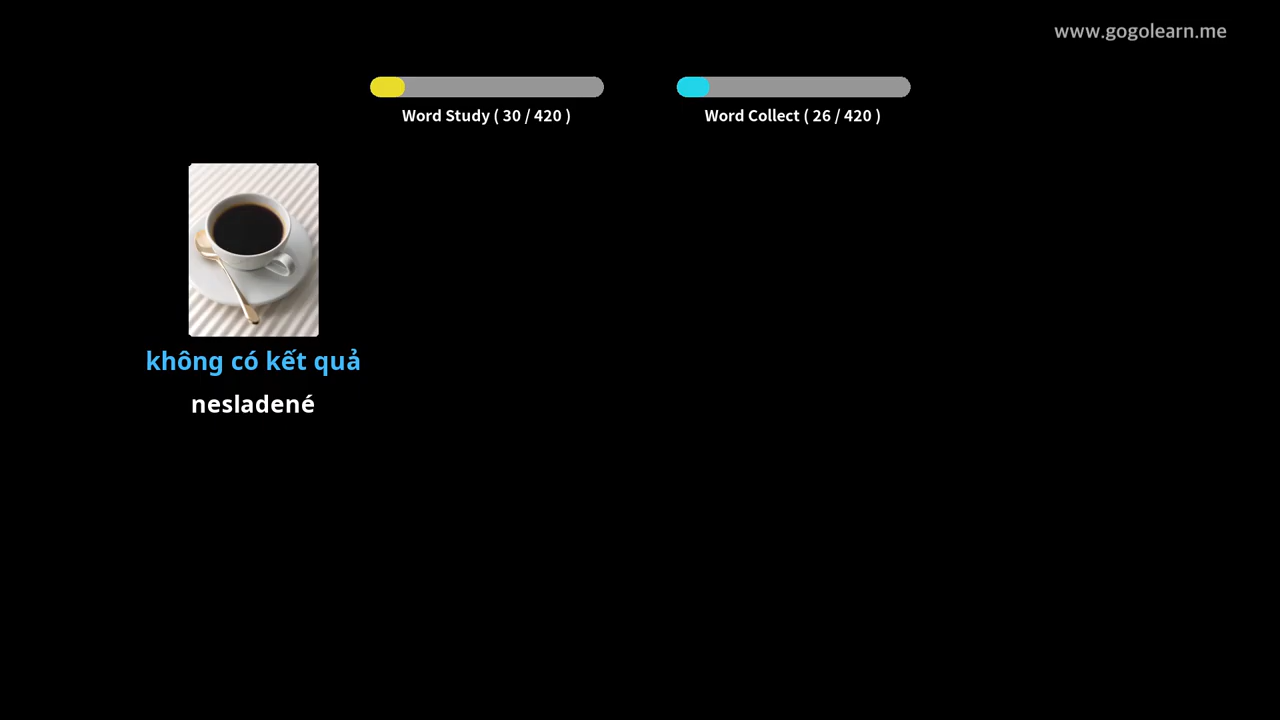 www.gogolearn.me
Word Study ( 30 / 420 )
Word Collect ( 26 / 420 )
không có kết quả
nesladené